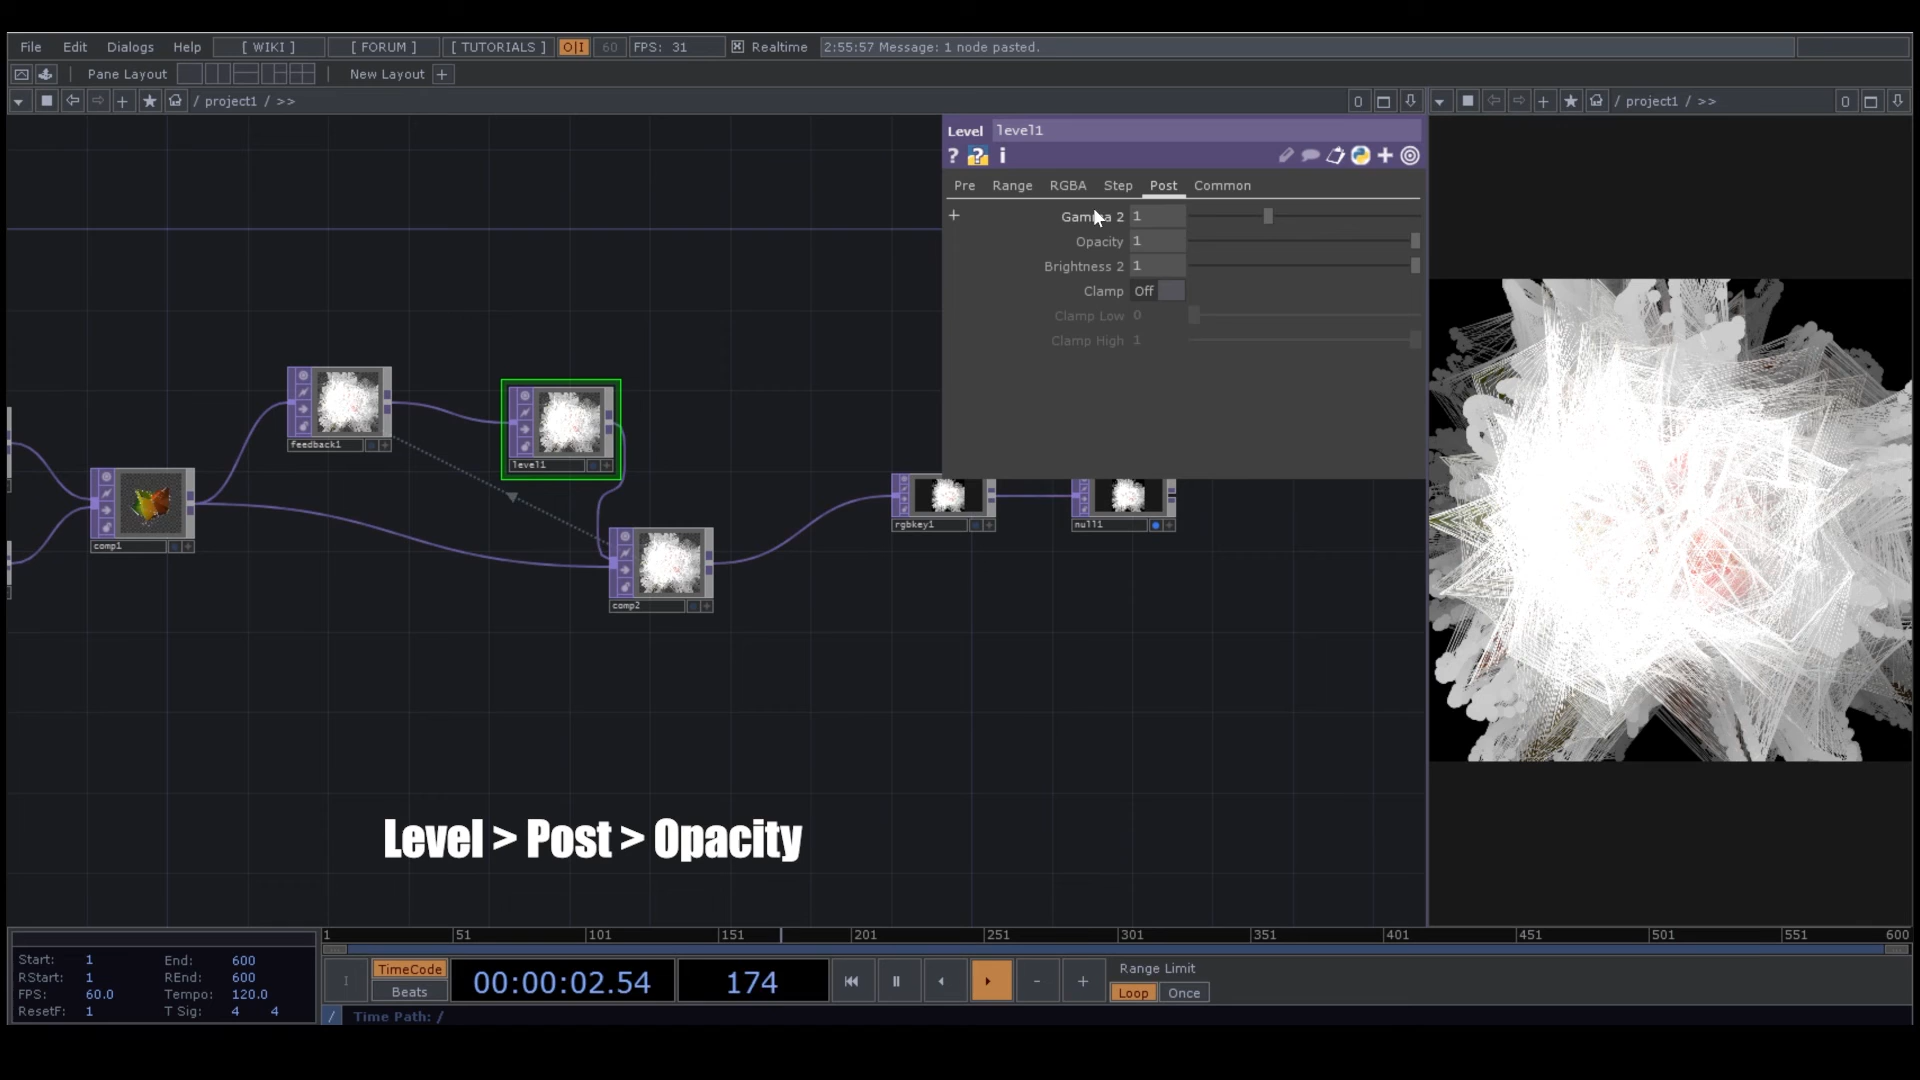 File Edit Dialogs Help [ WIKI ] [ FORUM ] [ TUTORIALS ] O|I 60 FPS: 31 Realtime 2:55:57 Message: 1 node pasted.
Pane Layout New Layout +
/ project1 / >> 0 / project1 / >> 0
Level level1
? ? i
Pre Range RGBA Step Post Common
+ Gamma 2 1
Opacity 1
Brightness 2 1
Clamp Off
Clamp Low 0
Clamp High 1
feedback1
level1
rgbkey1 null1
comp1
comp2
Level > Post > Opacity
1 51 101 151 201 251 301 351 401 451 501 551 600
Start: 1 End: 600
RStart: 1 REnd: 600
FPS: 60.0 Tempo: 120.0
ResetF: 1 T Sig: 4 4
TimeCode
Beats
00:00:02.54 174
- +
Range Limit
Loop Once
/ Time Path: /